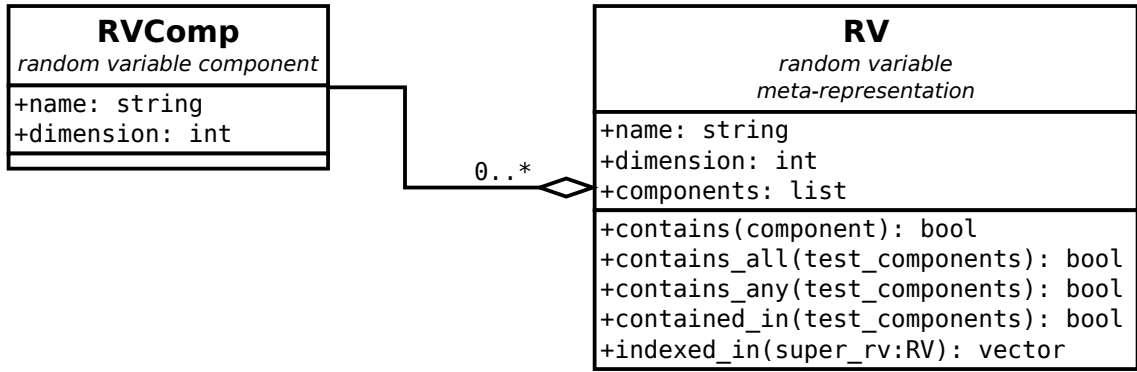 RVComp
random variable component
+name: string
+dimension: int
0..*
RV
random variable
meta-representation
+name: string
+dimension: int
+components: list
+contains(component): bool
+contains_all(test_components): bool
+contains_any(test_components): bool
+contained_in(test_components): bool
+indexed_in(super_rv:RV): vector